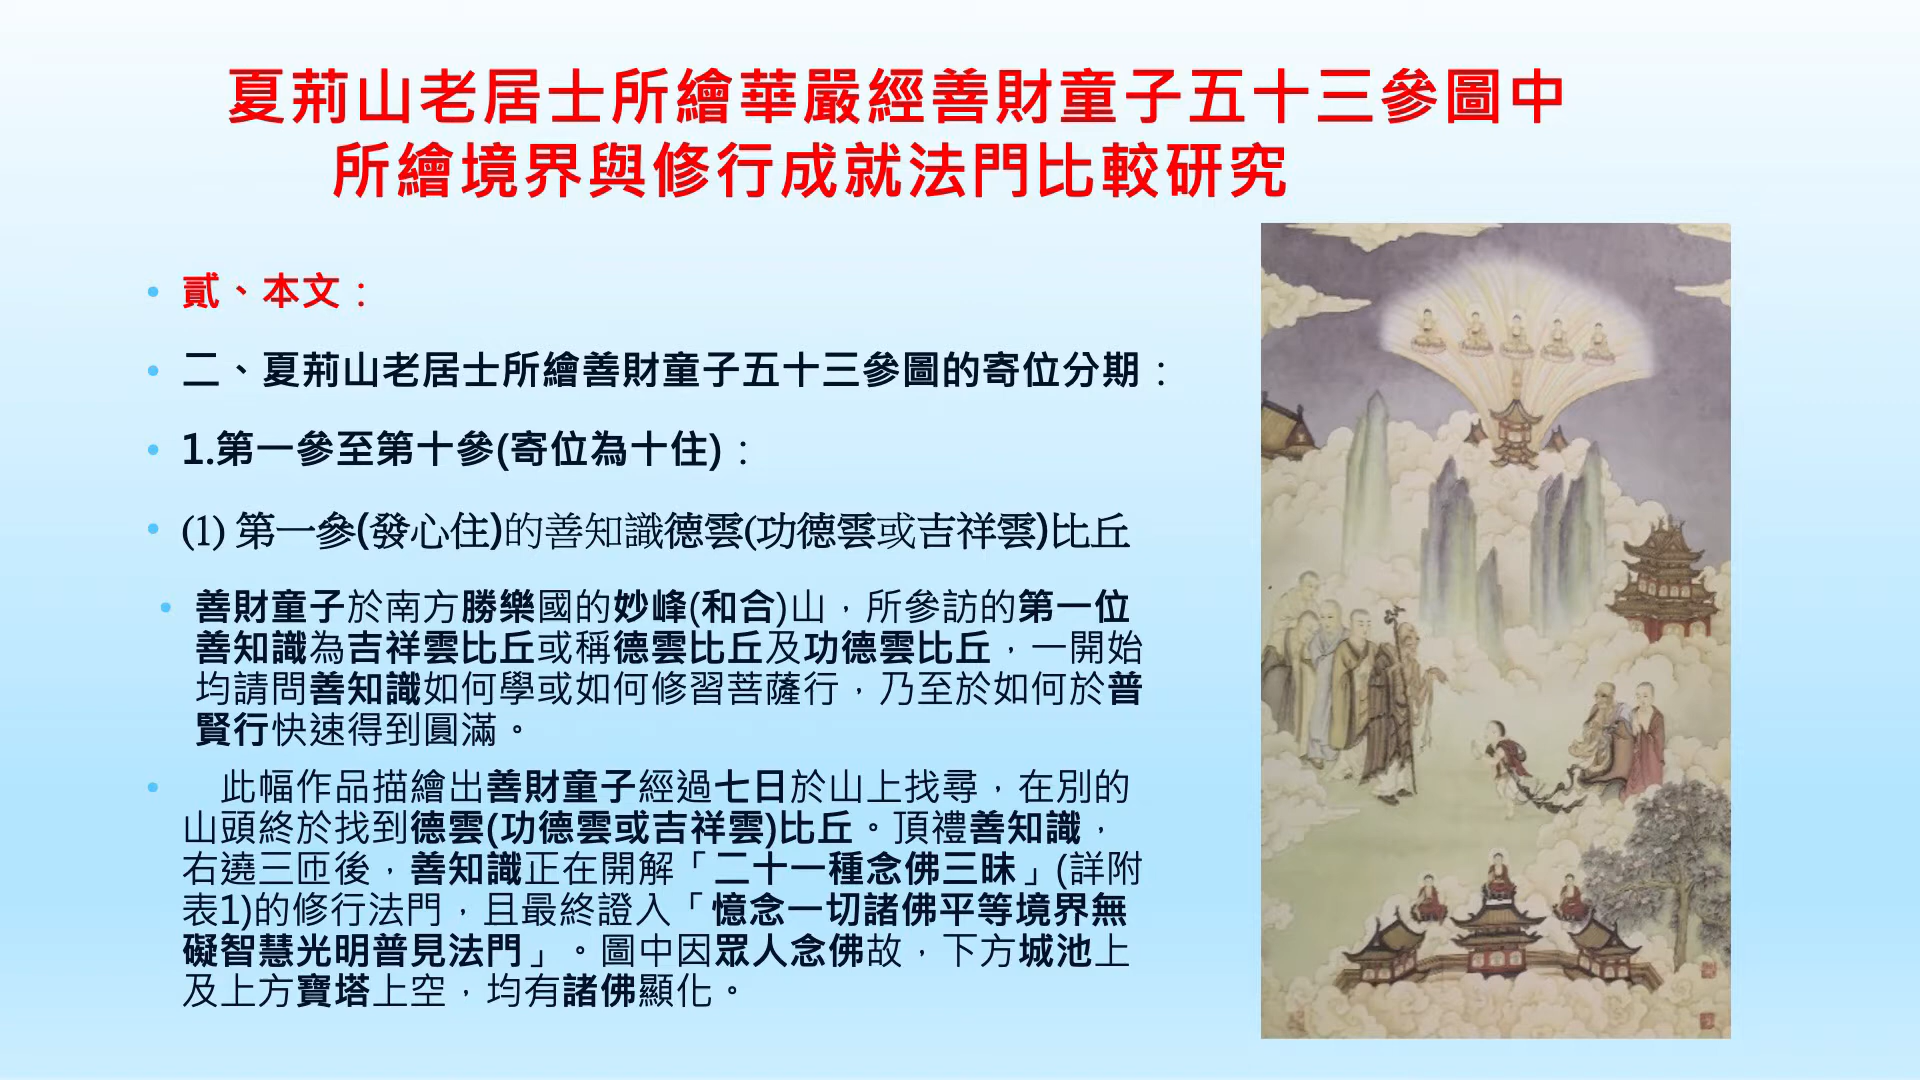 夏荊山老居士所繪華嚴經善財童子五十三參圖中
所繪境界與修行成就法門比較研究
• 貳、本文：
• 二、夏荊山老居士所繪善財童子五十三參圖的寄位分期：
• 1.第一參至第十參(寄位為十住)：
• (1) 第一參(發心住)的善知識德雲(功德雲或吉祥雲)比丘
• 善財童子於南方勝樂國的妙峰(和合)山，所參訪的第一位
善知識為吉祥雲比丘或稱德雲比丘及功德雲比丘，一開始
均請問善知識如何學或如何修習菩薩行，乃至於如何於普
賢行快速得到圓滿。
• 此幅作品描繪出善財童子經過七日於山上找尋，在別的
山頭終於找到德雲(功德雲或吉祥雲)比丘。頂禮善知識，
右遶三匝後，善知識正在開解「二十一種念佛三昧」(詳附
表1)的修行法門，且最終證入「憶念一切諸佛平等境界無
礙智慧光明普見法門」。圖中因眾人念佛故，下方城池上
及上方寶塔上空，均有諸佛顯化。